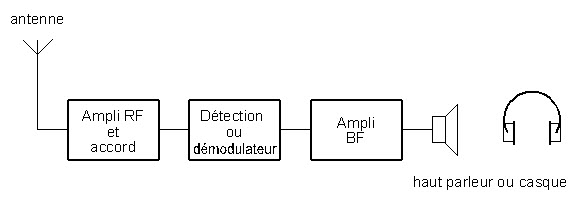 antenne
Ampli RF
et
accord
Détection
ou
démodulateur
Ampli
BF
haut parleur ou casque